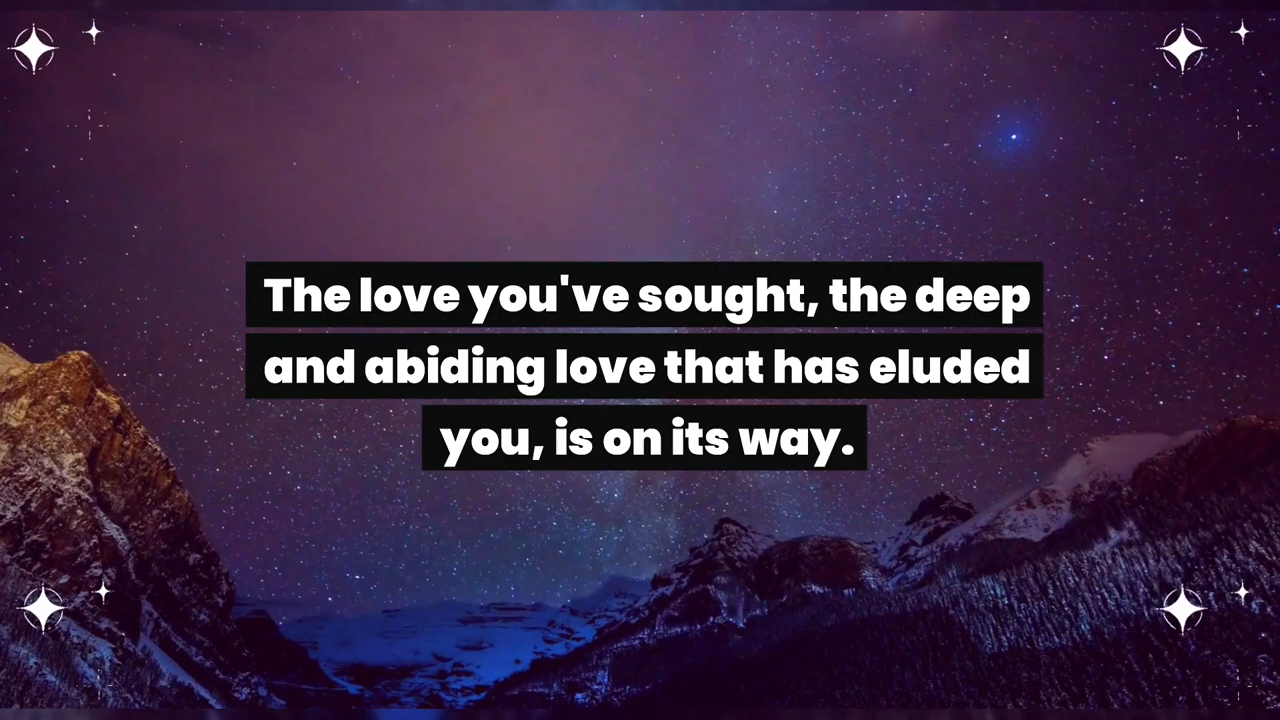 The love you've sought, the deep
and abiding love that has eluded
you, is on its way.